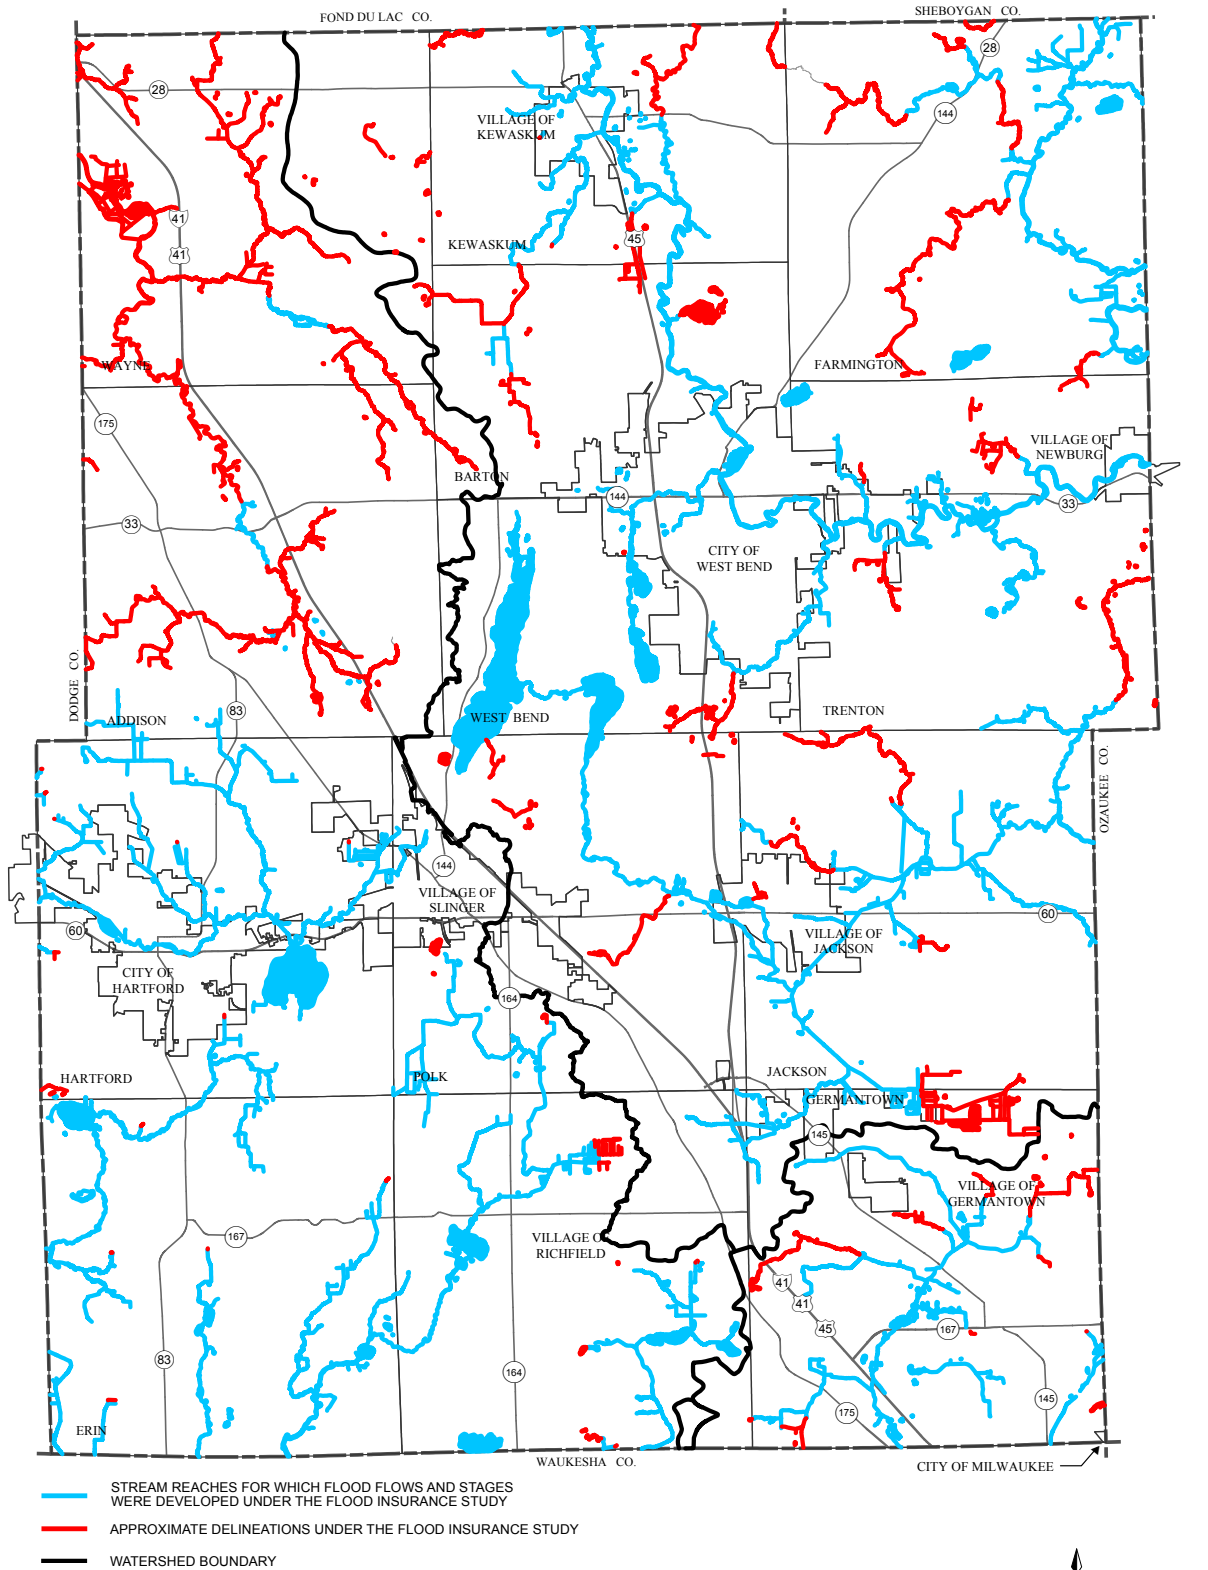 FOND DU LAC CO.
SHEBOYGAN CO.
28
28
144
VILLAGE OF
KEWASKUM
41
41
45
KEWASKUM
WAYNE
FARMINGTON
175
VILLAGE OF
NEWBURG
BARTON
144
33
33
CITY OF
WEST BEND
DODGE CO.
83
ADDISON
WEST BEND
TRENTON
OZAUKEE CO.
144
VILLAGE OF
SLINGER
60
60
VILLAGE OF
JACKSON
CITY OF
HARTFORD
164
HARTFORD
POLK
JACKSON
GERMANTOWN
145
VILLAGE OF
GERMANTOWN
167
VILLAGE OF
RICHFIELD
41
41
45
167
83
164
145
175
ERIN
WAUKESHA CO.
CITY OF MILWAUKEE
STREAM REACHES FOR WHICH FLOOD FLOWS AND STAGES
WERE DEVELOPED UNDER THE FLOOD INSURANCE STUDY
APPROXIMATE DELINEATIONS UNDER THE FLOOD INSURANCE STUDY
WATERSHED BOUNDARY